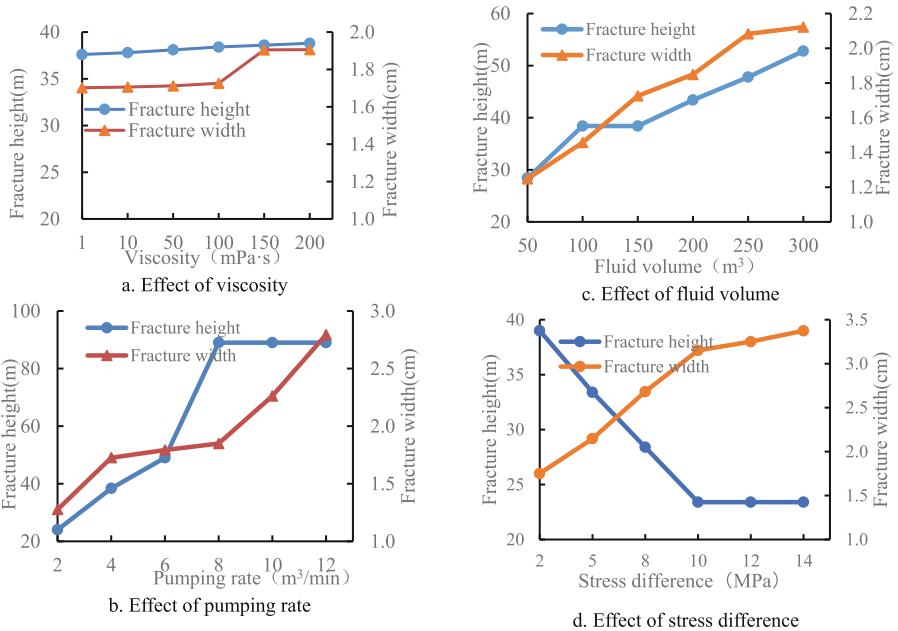 40
35
30
25
20
Fracture height(m)
2.0
1.8
1.6
1.4
1.2
1.0
Fracture width(cm)
Fracture height
Fracture width
1 10 50 100 150 200
Viscosity（mPa·s）
a. Effect of viscosity
60
50
40
30
20
Fracture height(m)
2.2
2.0
1.8
1.6
1.4
1.2
1.0
Fracture width(cm)
Fracture height
Fracture width
50 100 150 200 250 300
Fluid volume（m³）
c. Effect of fluid volume
100
80
60
40
20
Fracture height(m)
3.0
2.5
2.0
1.5
1.0
Fracture width(cm)
Fracture height
Fracture width
2 4 6 8 10 12
Pumping rate（m³/min）
b. Effect of pumping rate
40
35
30
25
20
Fracture height(m)
3.5
3.0
2.5
2.0
1.5
1.0
Fracture width(cm)
Fracture height
Fracture width
2 5 8 10 12 14
Stress difference（MPa）
d. Effect of stress difference